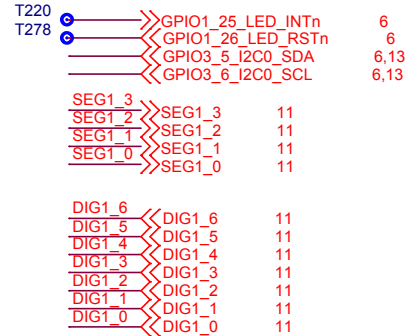 T220 GPIO1_25_LED_INTn 6
T278 GPIO1_26_LED_RSTn 6
GPIO3_5_I2C0_SDA 6,13
GPIO3_6_I2C0_SCL 6,13
SEG1_3 SEG1_3 11
SEG1_2 SEG1_2 11
SEG1_1 SEG1_1 11
SEG1_0 SEG1_0 11
DIG1_6 DIG1_6 11
DIG1_5 DIG1_5 11
DIG1_4 DIG1_4 11
DIG1_3 DIG1_3 11
DIG1_2 DIG1_2 11
DIG1_1 DIG1_1 11
DIG1_0 DIG1_0 11